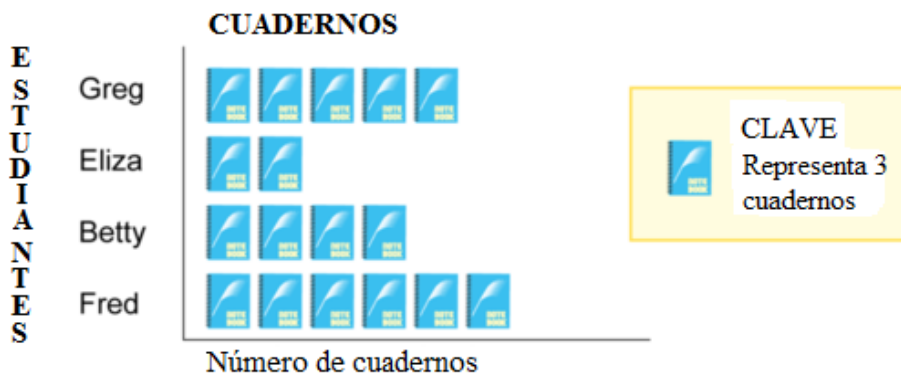 CUADERNOS
ESTUDIANTES
Greg
Eliza
Betty
Fred
Número de cuadernos
CLAVE
Representa 3
cuadernos